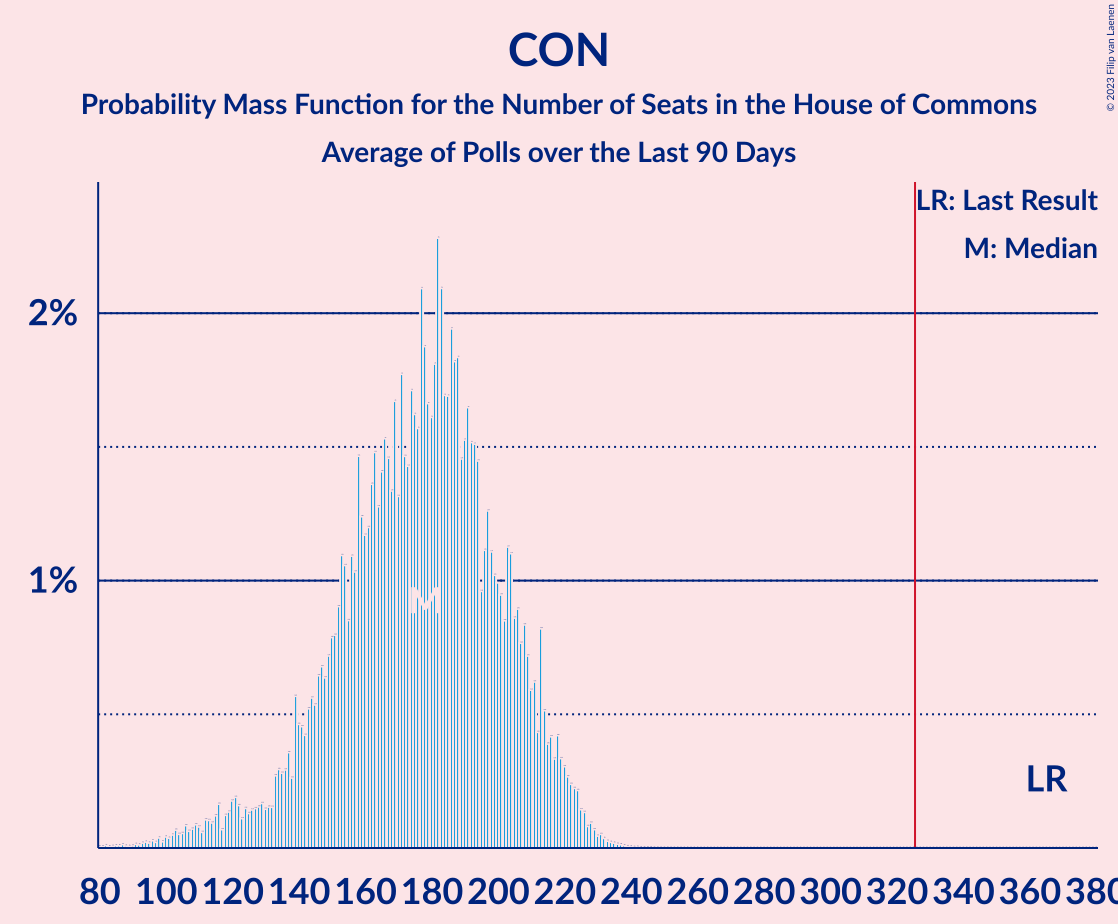 CON
Probability Mass Function for the Number of Seats in the House of Commons
Average of Polls over the Last 90 Days
© 2023 Filip van Laenen
LR: Last Result
M: Median
2%
1%
M
LR
80 100 120 140 160 180 200 220 240 260 280 300 320 340 360 380